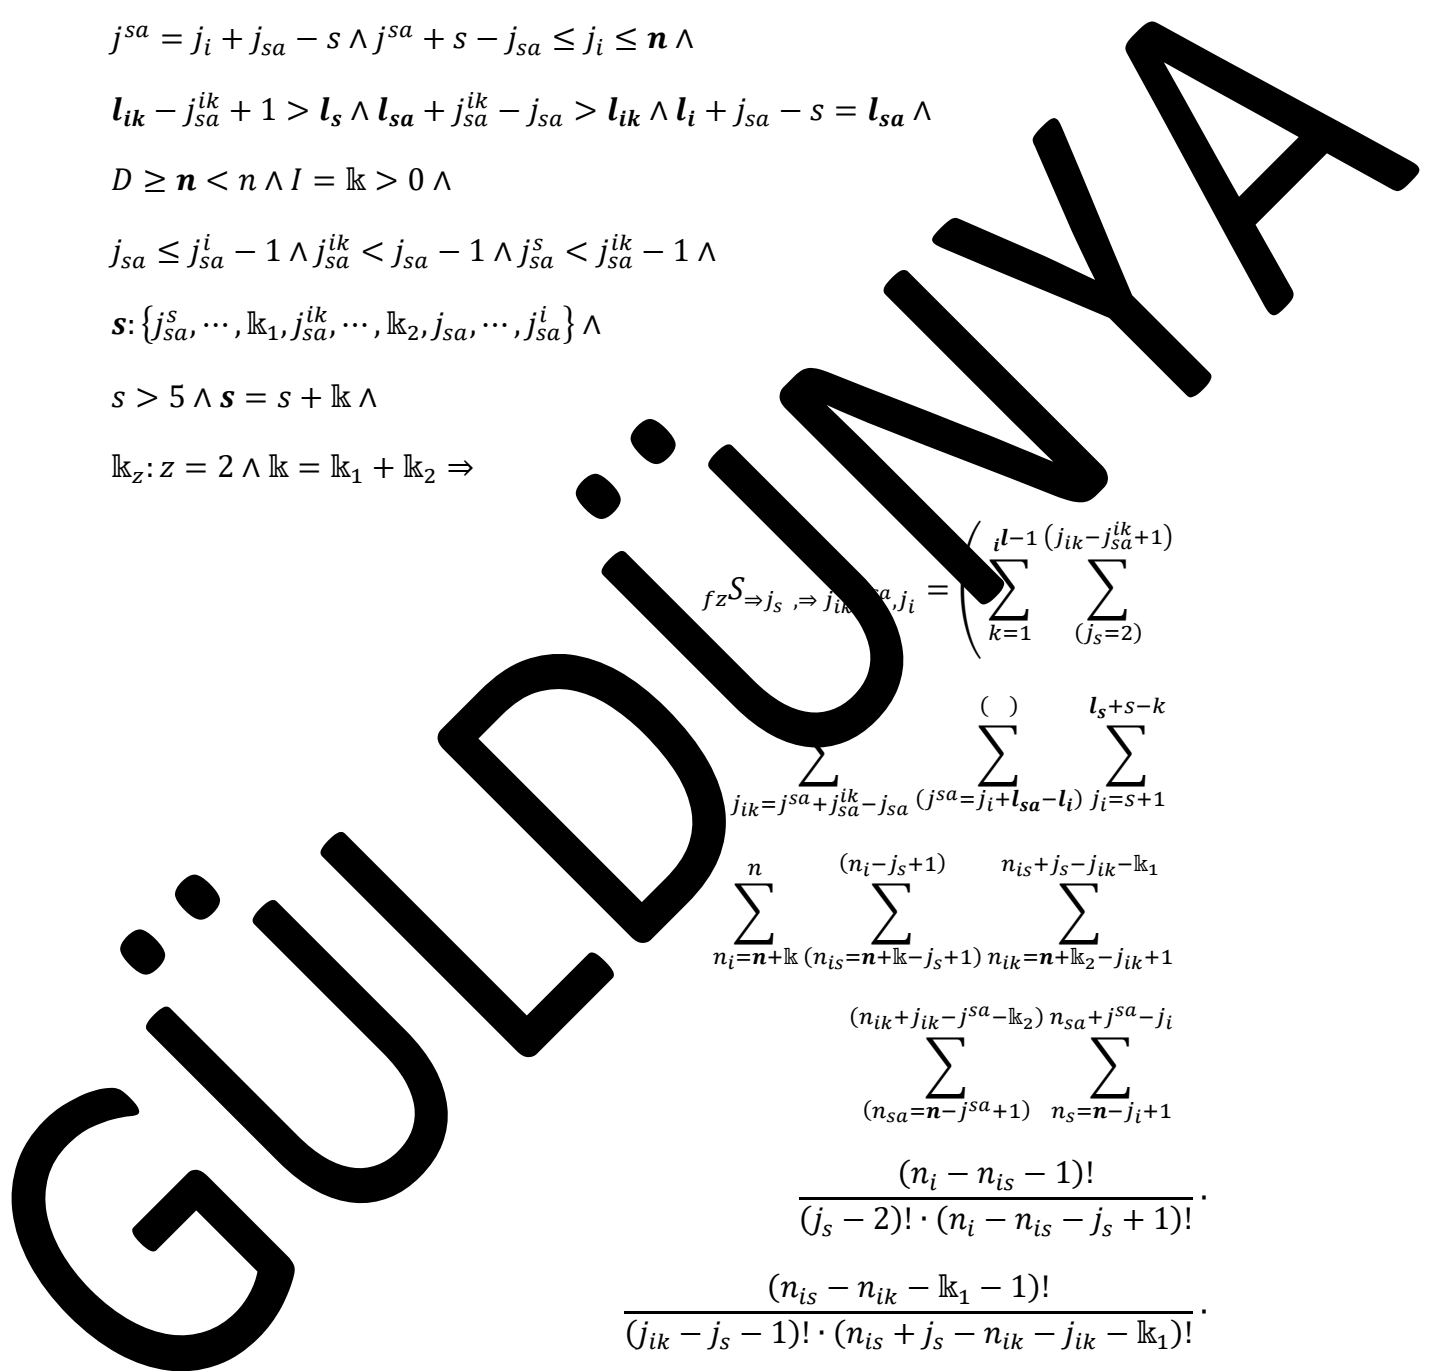 j^{sa} = j_i + j_{sa} − s ∧ j^{sa} + s − j_{sa} ≤ j_i ≤ 𝒏 ∧
𝒍_{𝒊𝒌} − j_{sa}^{ik} + 1 > 𝒍_𝒔 ∧ 𝒍_{𝒔𝒂} + j_{sa}^{ik} − j_{sa} > 𝒍_{𝒊𝒌} ∧ 𝒍_𝒊 + j_{sa} − s = 𝒍_{𝒔𝒂} ∧
D ≥ 𝒏 < n ∧ I = 𝕜 > 0 ∧
j_{sa} ≤ j_{sa}^{i} − 1 ∧ j_{sa}^{ik} < j_{sa} − 1 ∧ j_{sa}^{s} < j_{sa}^{ik} − 1 ∧
𝒔: {j_{sa}^{s}, ⋯ , 𝕜_1, j_{sa}^{ik}, ⋯ , 𝕜_2, j_{sa}, ⋯ , j_{sa}^{i}} ∧
s > 5 ∧ 𝒔 = s + 𝕜 ∧
𝕜_z: z = 2 ∧ 𝕜 = 𝕜_1 + 𝕜_2 ⇒
_{fz}S_{⇒j_s ,⇒ j_{ik} ,j_i} = ( ∑_{k=1}^{_𝒊𝒍−1} ∑_{(j_s=2)}^{(j_{ik}−j_{sa}^{ik}+1)}
∑_{j_{ik}=j^{sa}+j_{sa}^{ik}−j_{sa}} ∑_{(j^{sa}=j_i+𝒍_{𝒔𝒂}−𝒍_𝒊)}^{( )} ∑_{j_i=s+1}^{𝒍_𝒔+s−k}
∑_{n_i=𝒏+𝕜}^{n} ∑_{(n_{is}=𝒏+𝕜−j_s+1)}^{(n_i−j_s+1)} ∑_{n_{ik}=𝒏+𝕜_2−j_{ik}+1}^{n_{is}+j_s−j_{ik}−𝕜_1}
∑_{(n_{sa}=𝒏−j^{sa}+1)}^{(n_{ik}+j_{ik}−j^{sa}−𝕜_2)} ∑_{n_s=𝒏−j_i+1}^{n_{sa}+j^{sa}−j_i}
(n_i − n_{is} − 1)!
(j_s − 2)! · (n_i − n_{is} − j_s + 1)! ·
(n_{is} − n_{ik} − 𝕜_1 − 1)!
(j_{ik} − j_s − 1)! · (n_{is} + j_s − n_{ik} − j_{ik} − 𝕜_1)! ·
GÜLDÜNYA